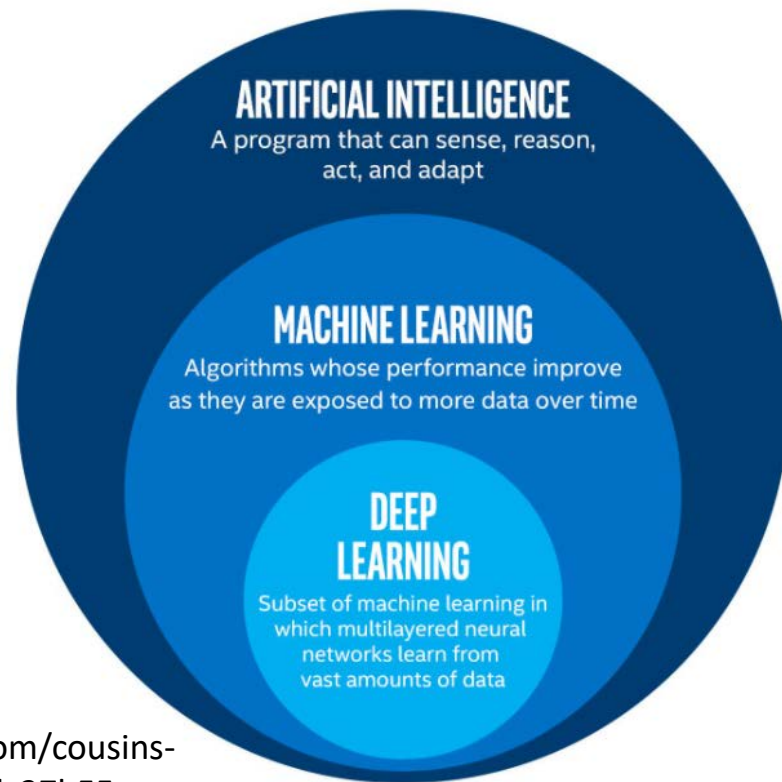 ARTIFICIAL INTELLIGENCE
A program that can sense, reason,
act, and adapt
MACHINE LEARNING
Algorithms whose performance improve
as they are exposed to more data over time
DEEP
LEARNING
Subset of machine learning in
which multilayered neural
networks learn from
vast amounts of data
om/cousins-